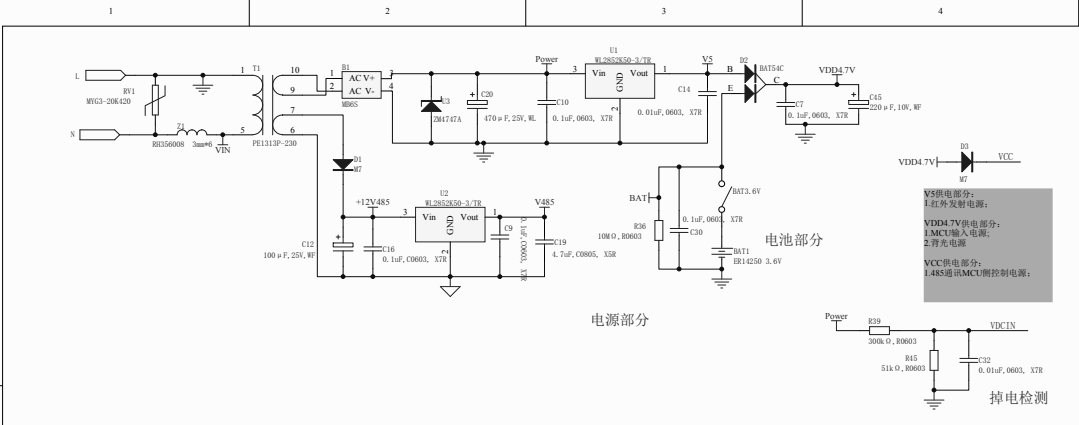 1 2 3 4
L
RV1
MYG3-20K420
N
Z1
RH356008 3mm*6
VIN
1 T1 10
9
7
5 6
PE1313P-230
B1
1 AC V+ 3
2 AC V- 4
MB6S
U3
ZM4747A
C20
470μF,25V,WL
Power
C10
0.1uF,0603, X7R
U1
WL2852K50-3/TR
3 Vin Vout 1
GND
2
V5
C14
0.01uF,0603, X7R
D2
B BAT54C
E C
C7
0.1uF,0603, X7R
VDD4.7V
C45
220μF,10V,WF
D1
M7
+12V485
C12
100μF,25V,WF
C16
0.1uF,C0603, X7R
U2
WL2852K50-3/TR
3 Vin Vout 1
GND
2
C9
0.1uF,C0603, X7R
V485
C19
4.7uF,C0805, X5R
BAT
R36
10MΩ,R0603
0.1uF,0603, X7R
C30
BAT3.6V
BAT1
ER14250 3.6V
电池部分
电源部分
VDD4.7V
D3
M7
VCC
V5供电部分:
1.红外发射电源;
VDD4.7V供电部分:
1.MCU输入电源;
2.背光电源
VCC供电部分:
1.485通讯MCU侧控制电源;
Power
R39
300kΩ,R0603
VDCIN
R45
51kΩ,R0603
C32
0.01uF,0603, X7R
掉电检测